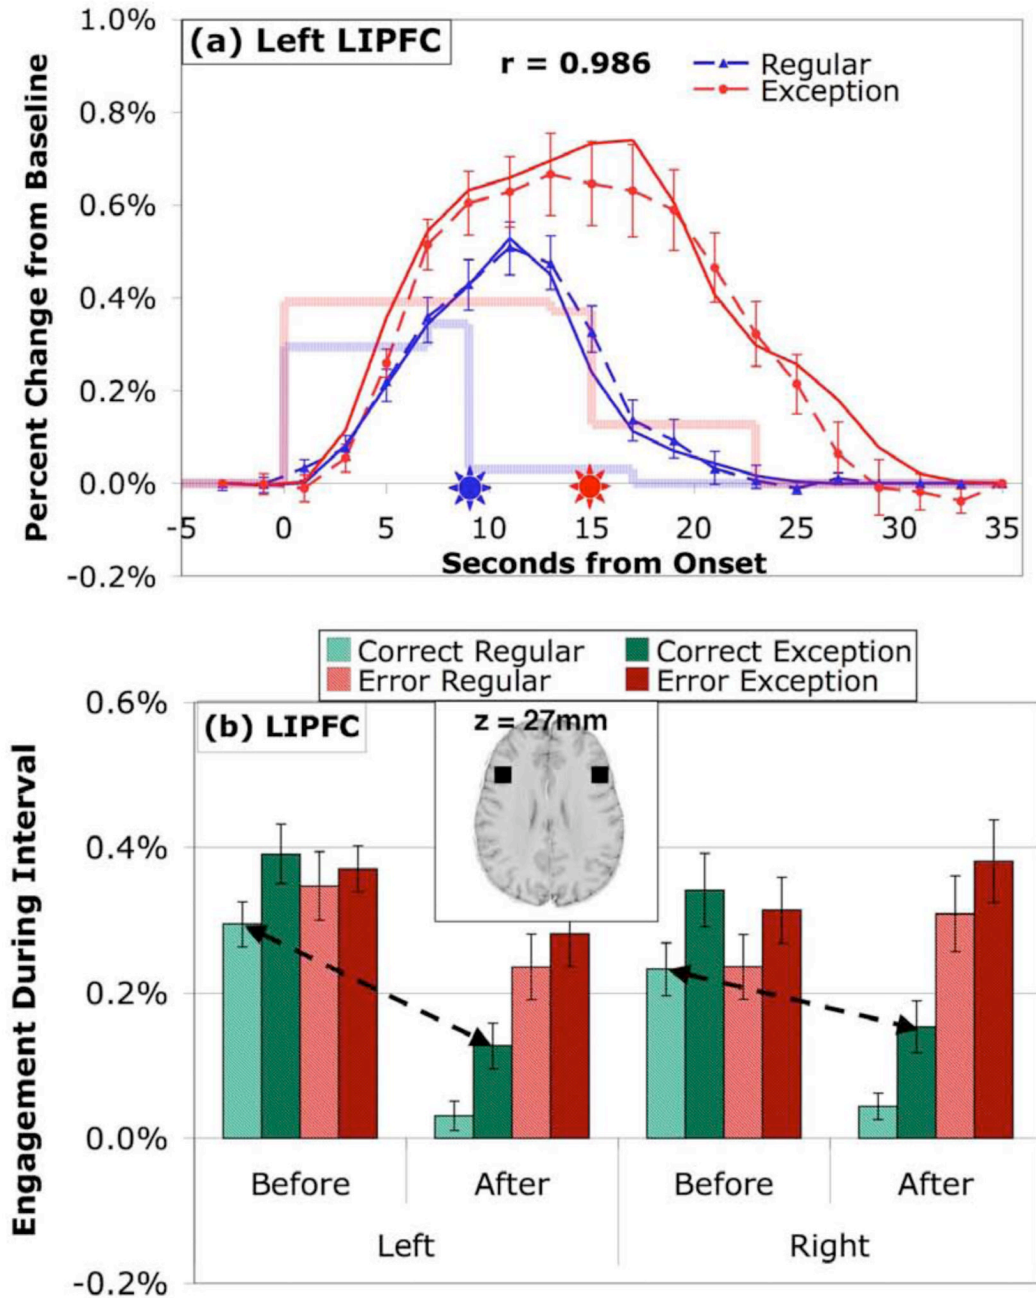 (a) Left LIPFC
r = 0.986
Regular
Exception
Percent Change from Baseline
1.0%
0.8%
0.6%
0.4%
0.2%
0.0%
-0.2%
-5 0 5 10 15 20 25 30 35
Seconds from Onset
Correct Regular Correct Exception
Error Regular Error Exception
(b) LIPFC
z = 27mm
Engagement During Interval
0.6%
0.4%
0.2%
0.0%
-0.2%
Before After Before After
Left Right